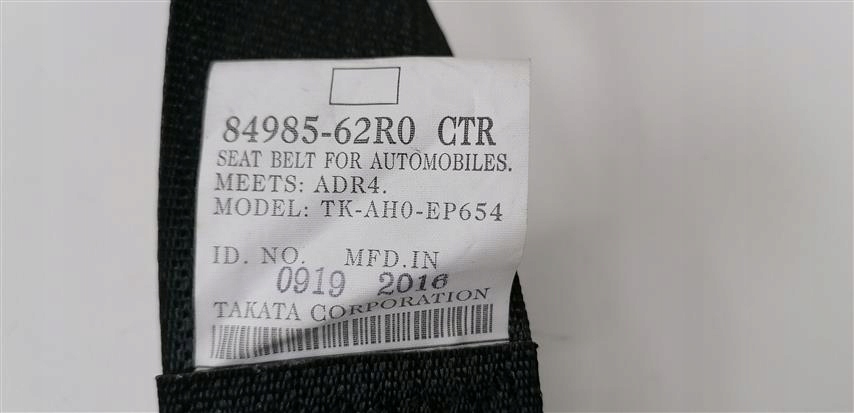 84985-62R0 CTR
SEAT BELT FOR AUTOMOBILES.
MEETS: ADR4.
MODEL: TK-AH0-EP654
ID. NO. MFD.IN
0919 2016
TAKATA CORPORATION